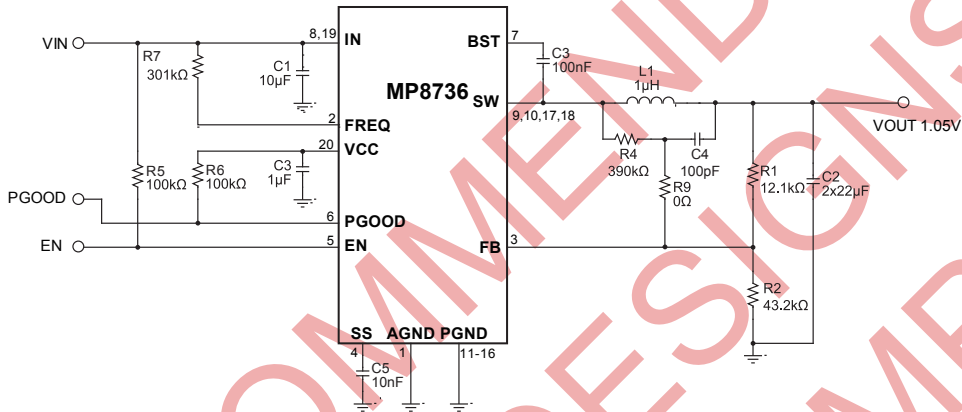 VIN
8,19
IN
R7
301kΩ
C1
10µF
2
FREQ
20
VCC
R5
100kΩ
R6
100kΩ
C3
1µF
PGOOD
6
PGOOD
EN
5
EN
MP8736
BST
7
C3
100nF
SW
9,10,17,18
L1
1µH
R4
390kΩ
C4
100pF
R9
0Ω
VOUT 1.05V
R1
12.1kΩ
C2
2x22µF
FB
3
R2
43.2kΩ
SS AGND PGND
4
1
11-16
C5
10nF
OMMEND
DESIGNS